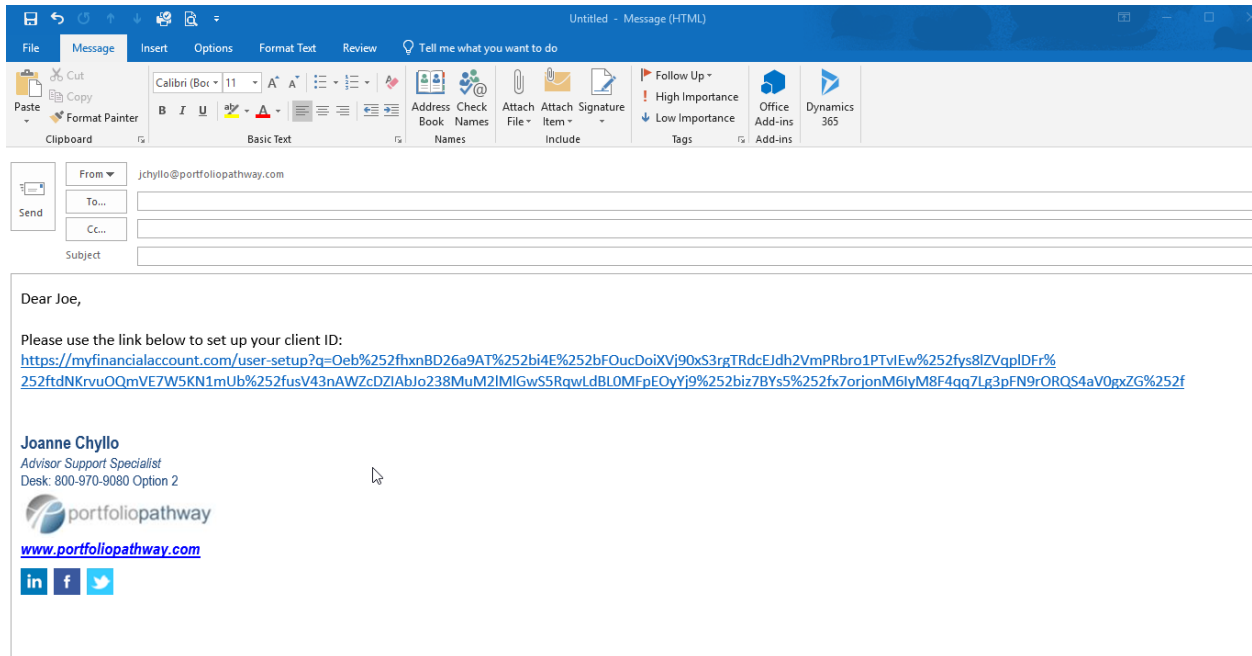 Untitled - Message (HTML)
File Message Insert Options Format Text Review Tell me what you want to do
Paste
Cut
Copy
Format Painter
Clipboard
Calibri (Boc 11
B I U
Basic Text
Address Book
Check Names
Names
Attach File
Attach Item
Signature
Include
Follow Up
High Importance
Low Importance
Tags
Office Add-ins
Add-ins
Dynamics 365
Send
From jchyllo@portfoliopathway.com
To...
Cc...
Subject
Dear Joe,
Please use the link below to set up your client ID:
https://myfinancialaccount.com/user-setup?q=Oeb%252fhxnBD26a9AT%252bi4E%252bFOucDoiXVj90xS3rgTRdcEJdh2VmPRbro1PTvIEw%252fys8lZVqplDFr%
252ftdNKrvuOQmVE7W5KN1mUb%252fusV43nAWZcDZIAbJo238MuM2lMlGwS5RqwLdBL0MFpEOyYj9%252biz7BYs5%252fx7orjonM6IyM8F4qq7Lg3pFN9rORQS4aV0gxZG%252f
Joanne Chyllo
Advisor Support Specialist
Desk: 800-970-9080 Option 2
portfoliopathway
www.portfoliopathway.com
in f